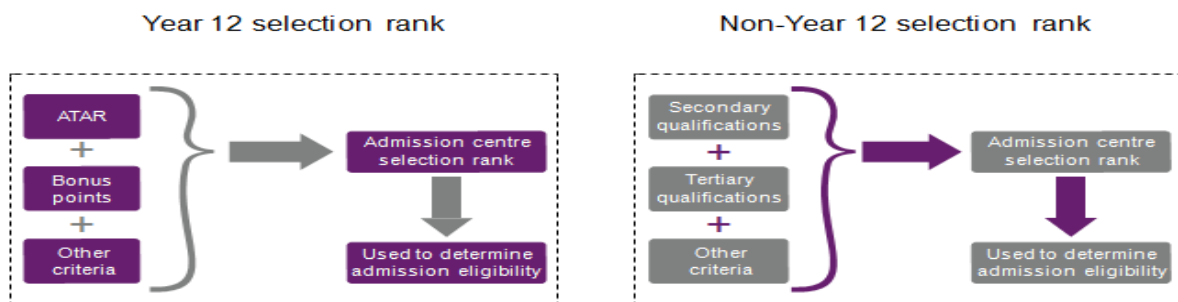 Year 12 selection rank
ATAR
+
Bonus
points
+
Other
criteria
Admission centre
selection rank
Used to determine
admission eligibility
Non-Year 12 selection rank
Secondary
qualifications
+
Tertiary
qualifications
+
Other
criteria
Admission centre
selection rank
Used to determine
admission eligibility